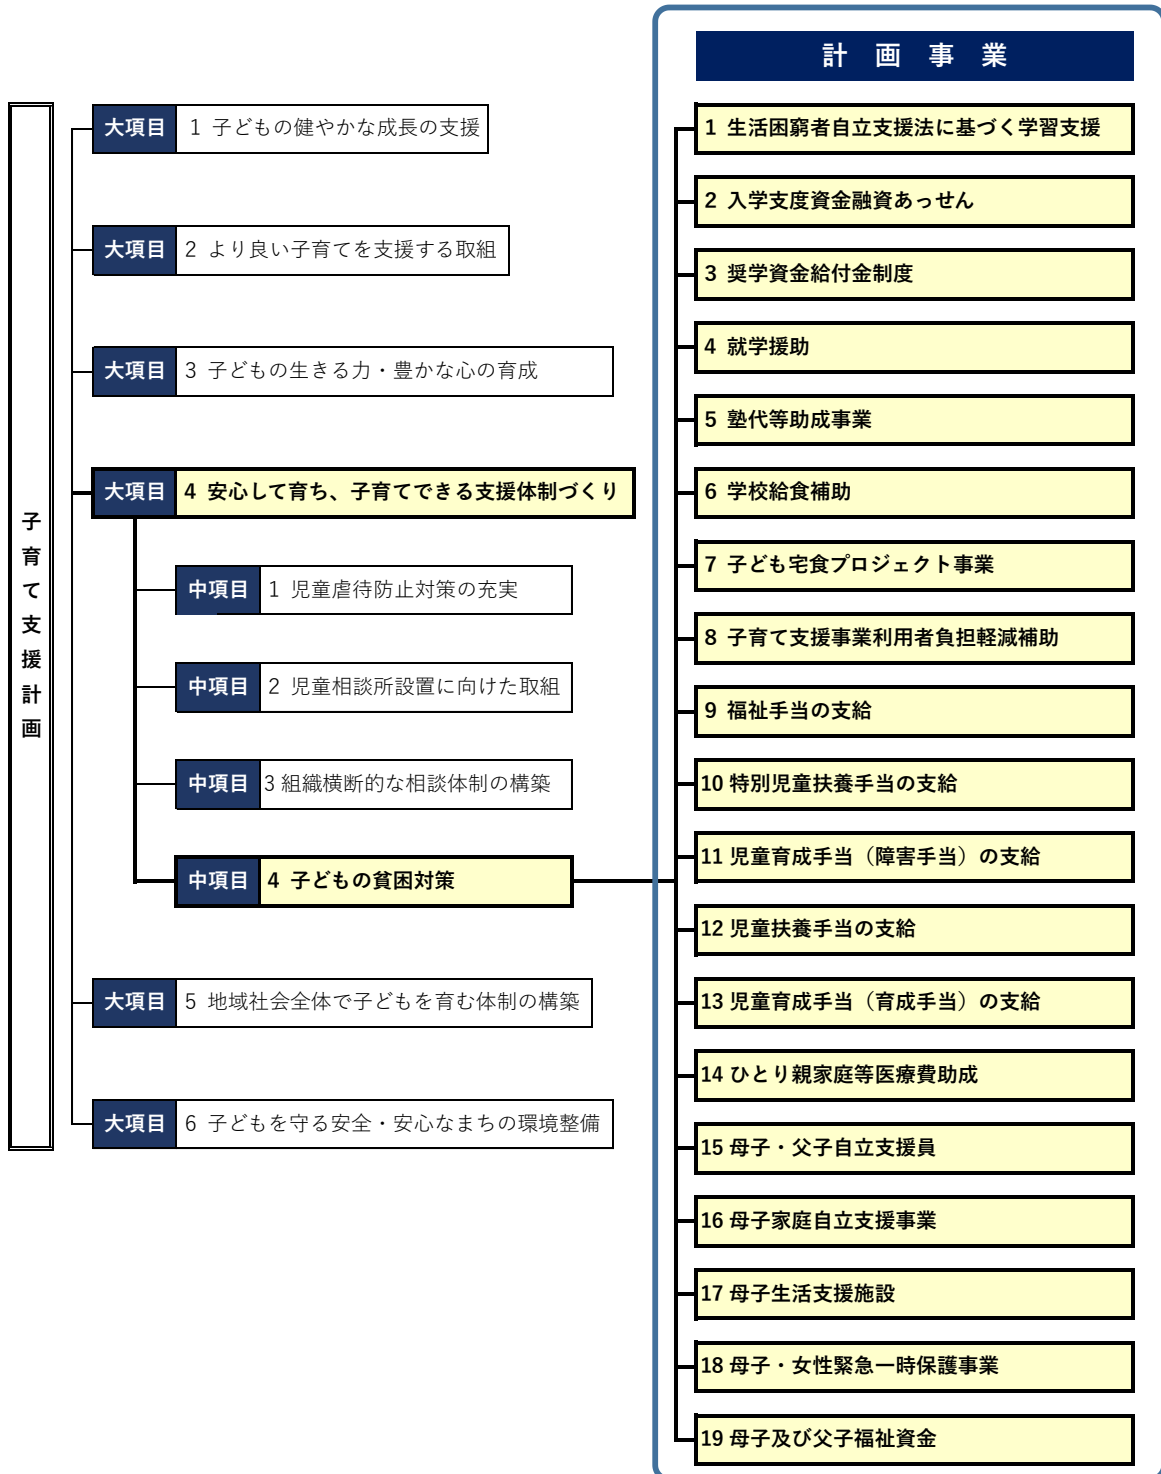 子育て支援計画
大項目 1 子どもの健やかな成長の支援
大項目 2 より良い子育てを支援する取組
大項目 3 子どもの生きる力・豊かな心の育成
大項目 4 安心して育ち、子育てできる支援体制づくり
中項目 1 児童虐待防止対策の充実
中項目 2 児童相談所設置に向けた取組
中項目 3 組織横断的な相談体制の構築
中項目 4 子どもの貧困対策
大項目 5 地域社会全体で子どもを育む体制の構築
大項目 6 子どもを守る安全・安心なまちの環境整備
計 画 事 業
1 生活困窮者自立支援法に基づく学習支援
2 入学支度資金融資あっせん
3 奨学資金給付金制度
4 就学援助
5 塾代等助成事業
6 学校給食補助
7 子ども宅食プロジェクト事業
8 子育て支援事業利用者負担軽減補助
9 福祉手当の支給
10 特別児童扶養手当の支給
11 児童育成手当（障害手当）の支給
12 児童扶養手当の支給
13 児童育成手当（育成手当）の支給
14 ひとり親家庭等医療費助成
15 母子・父子自立支援員
16 母子家庭自立支援事業
17 母子生活支援施設
18 母子・女性緊急一時保護事業
19 母子及び父子福祉資金